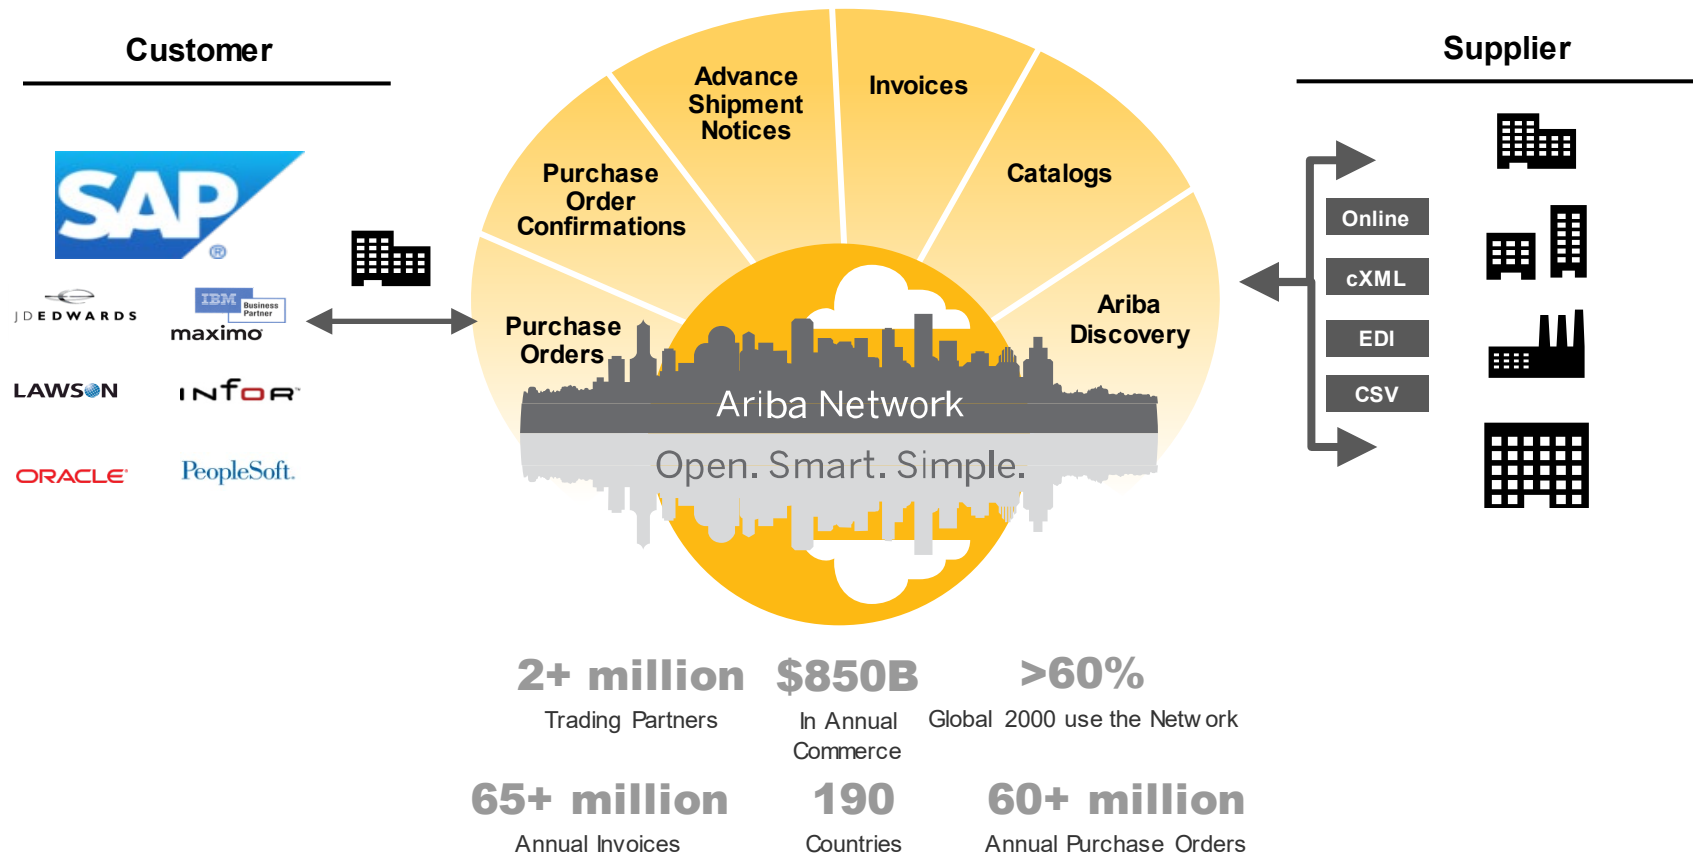 Customer
Supplier
SAP
®
JDEDWARDS
IBM
Business
Partner
maximo
LAWSON
INFOR™
ORACLE®
PeopleSoft.
Purchase
Orders
Purchase
Order
Confirmations
Advance
Shipment
Notices
Invoices
Catalogs
Ariba
Discovery
Ariba Network
Open. Smart. Simple.
Online
cXML
EDI
CSV
2+ million
Trading Partners
$850B
In Annual
Commerce
>60%
Global 2000 use the Network
65+ million
Annual Invoices
190
Countries
60+ million
Annual Purchase Orders